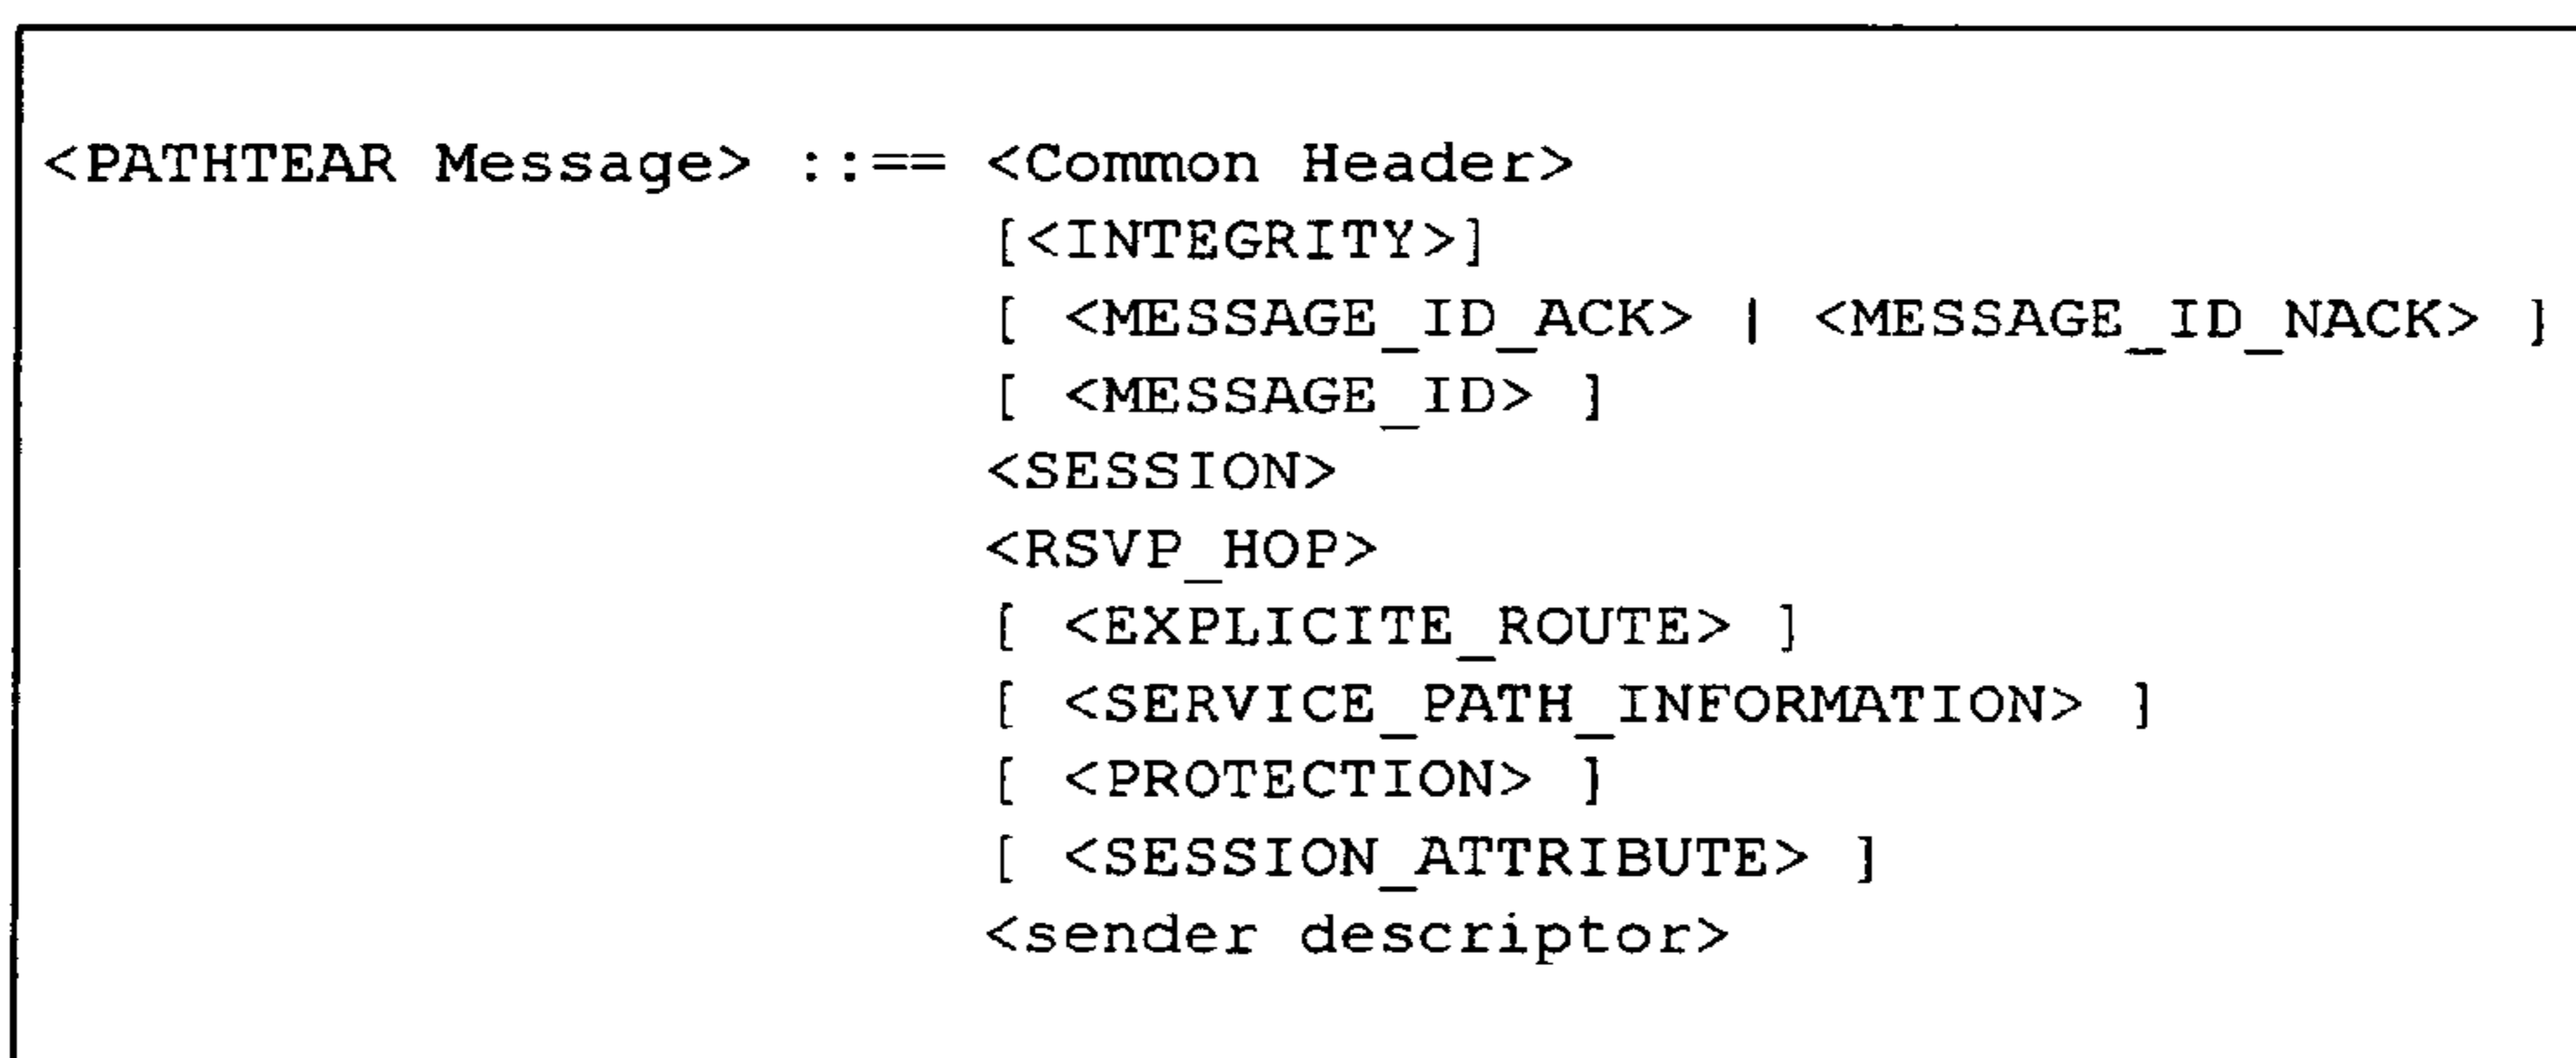 <PATHTEAR Message> ::== <Common Header>
[<INTEGRITY>]
[ <MESSAGE_ID_ACK> | <MESSAGE_ID_NACK> ]
[ <MESSAGE_ID> ]
<SESSION>
<RSVP_HOP>
[ <EXPLICITE_ROUTE> ]
[ <SERVICE_PATH_INFORMATION> ]
[ <PROTECTION> ]
[ <SESSION_ATTRIBUTE> ]
<sender descriptor>